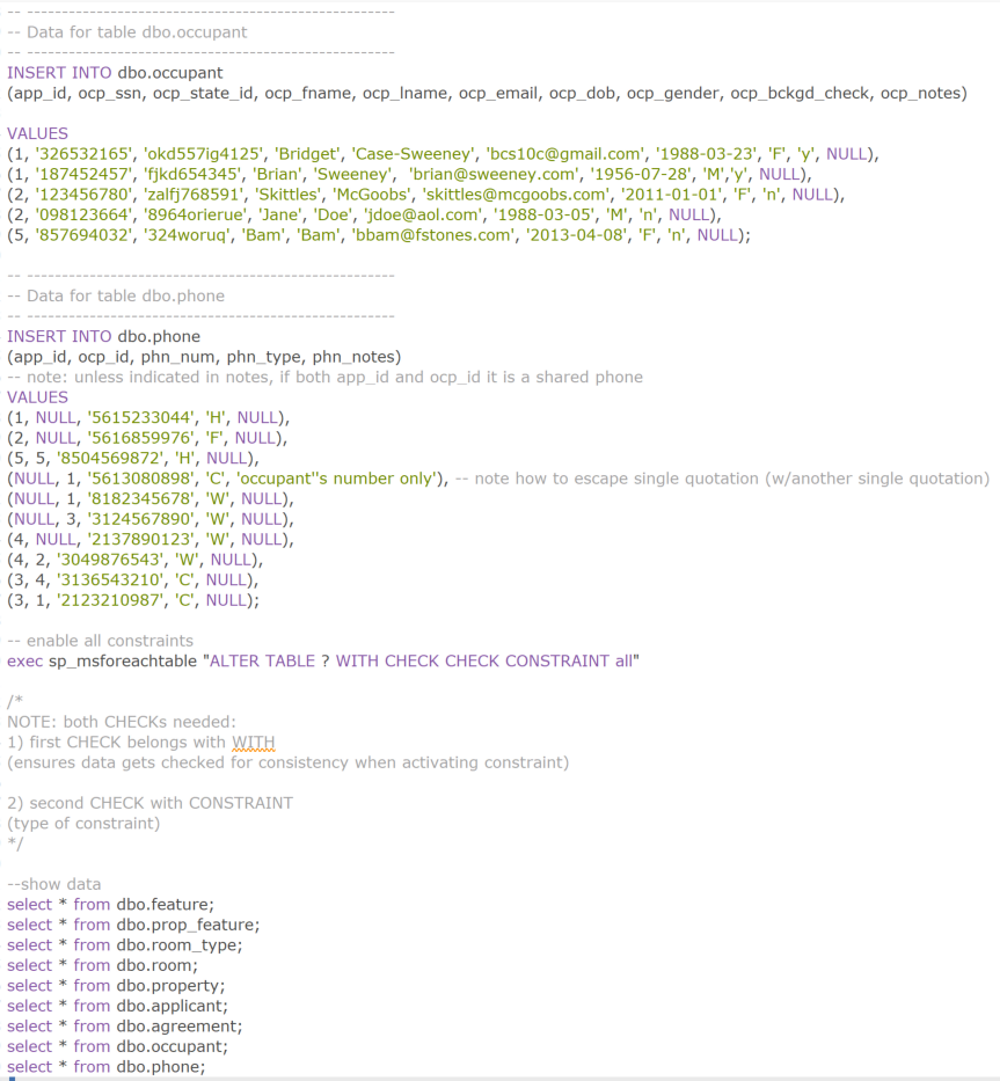 -- -----------------------------------------------------
-- Data for table dbo.occupant
-- -----------------------------------------------------
INSERT INTO dbo.occupant
(app_id, ocp_ssn, ocp_state_id, ocp_fname, ocp_lname, ocp_email, ocp_dob, ocp_gender, ocp_bckgd_check, ocp_notes)
VALUES
(1, '326532165', 'okd557ig4125', 'Bridget', 'Case-Sweeney', 'bcs10c@gmail.com', '1988-03-23', 'F', 'y', NULL),
(1, '187452457', 'fjkd654345', 'Brian', 'Sweeney',  'brian@sweeney.com', '1956-07-28', 'M','y', NULL),
(2, '123456780', 'zalfj768591', 'Skittles', 'McGoobs', 'skittles@mcgoobs.com', '2011-01-01', 'F', 'n', NULL),
(2, '098123664', '8964orierue', 'Jane', 'Doe', 'jdoe@aol.com', '1988-03-05', 'M', 'n', NULL),
(5, '857694032', '324woruq', 'Bam', 'Bam', 'bbam@fstones.com', '2013-04-08', 'F', 'n', NULL);
-- -----------------------------------------------------
-- Data for table dbo.phone
-- -----------------------------------------------------
INSERT INTO dbo.phone
(app_id, ocp_id, phn_num, phn_type, phn_notes)
-- note: unless indicated in notes, if both app_id and ocp_id it is a shared phone
VALUES
(1, NULL, '5615233044', 'H', NULL),
(2, NULL, '5616859976', 'F', NULL),
(5, 5, '8504569872', 'H', NULL),
(NULL, 1, '5613080898', 'C', 'occupant''s number only'), -- note how to escape single quotation (w/another single quotation)
(NULL, 1, '8182345678', 'W', NULL),
(NULL, 3, '3124567890', 'W', NULL),
(4, NULL, '2137890123', 'W', NULL),
(4, 2, '3049876543', 'W', NULL),
(3, 4, '3136543210', 'C', NULL),
(3, 1, '2123210987', 'C', NULL);
-- enable all constraints
exec sp_msforeachtable "ALTER TABLE ? WITH CHECK CHECK CONSTRAINT all"
/*
NOTE: both CHECKs needed:
1) first CHECK belongs with WITH
(ensures data gets checked for consistency when activating constraint)
2) second CHECK with CONSTRAINT
(type of constraint)
*/
--show data
select * from dbo.feature;
select * from dbo.prop_feature;
select * from dbo.room_type;
select * from dbo.room;
select * from dbo.property;
select * from dbo.applicant;
select * from dbo.agreement;
select * from dbo.occupant;
select * from dbo.phone;